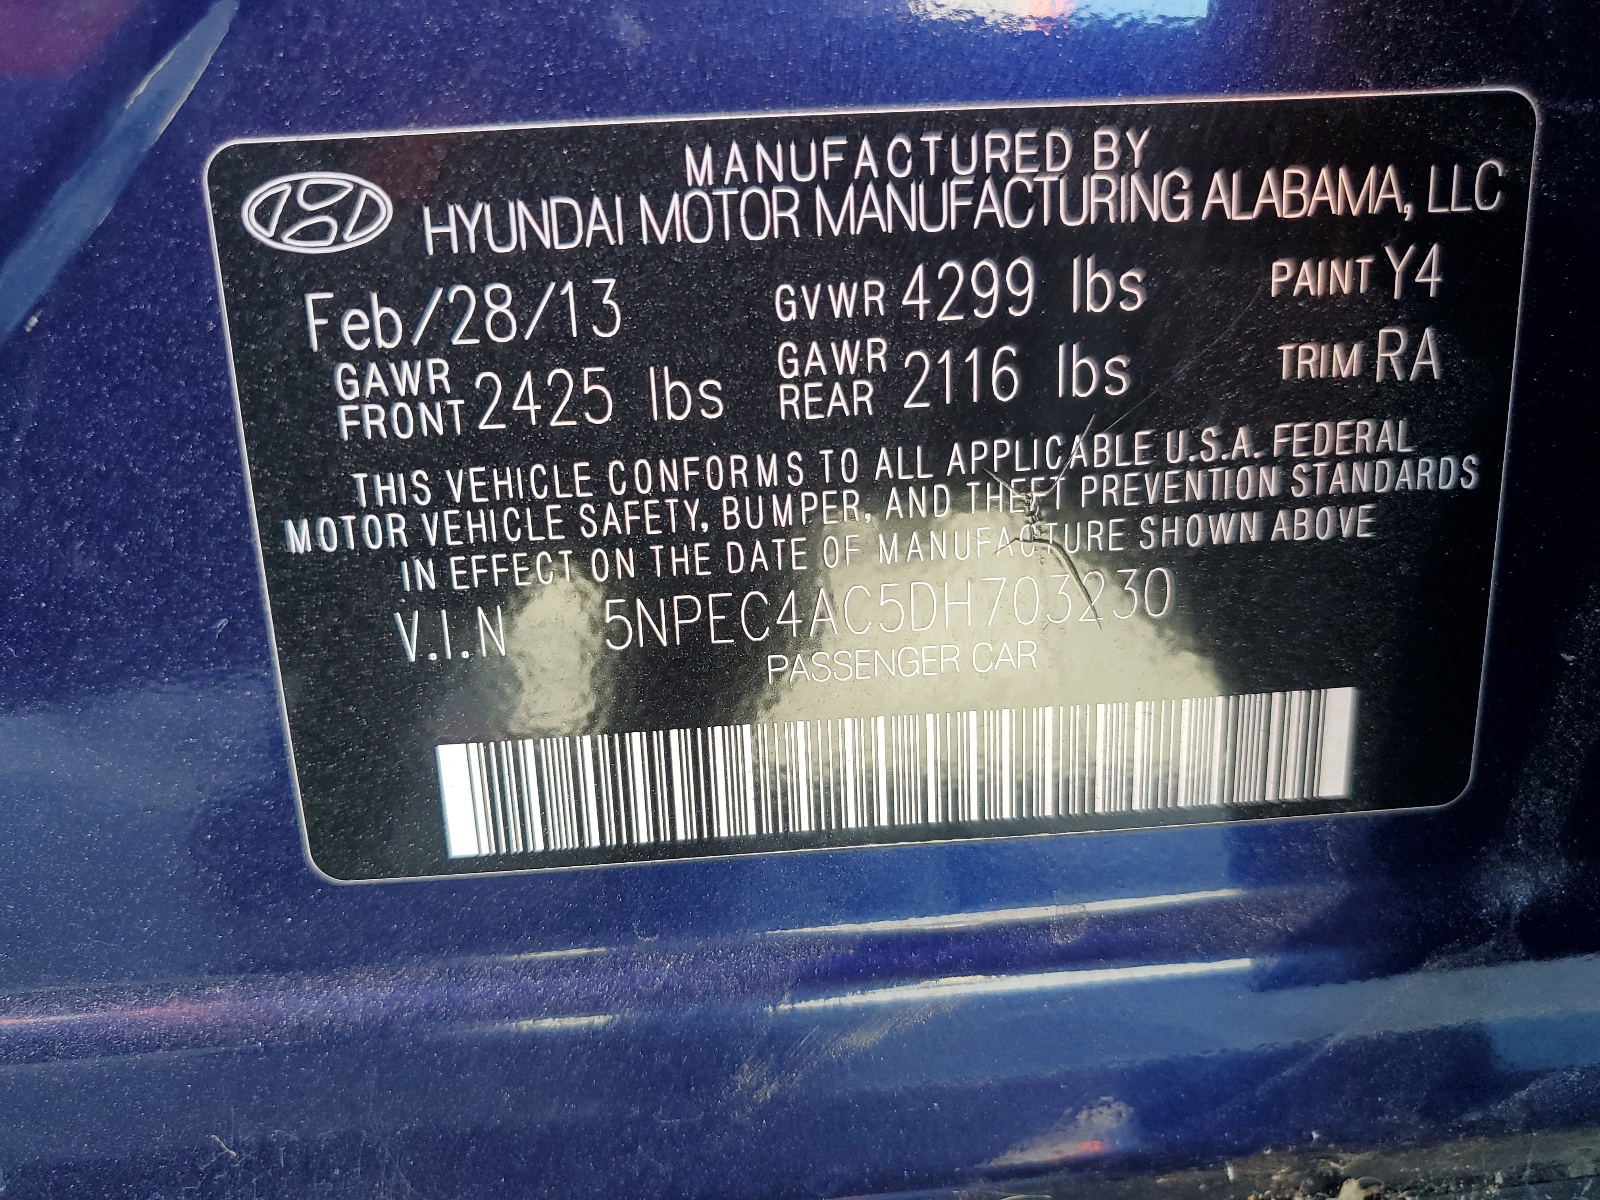 MANUFACTURED BY
HYUNDAI MOTOR MANUFACTURING ALABAMA, LLC
Feb/28/13 GVWR 4299 lbs PAINT Y4
GAWR FRONT 2425 lbs GAWR REAR 2116 lbs TRIM RA
THIS VEHICLE CONFORMS TO ALL APPLICABLE U.S.A. FEDERAL
MOTOR VEHICLE SAFETY, BUMPER, AND THEFT PREVENTION STANDARDS
IN EFFECT ON THE DATE OF MANUFACTURE SHOWN ABOVE
V.I.N 5NPEC4AC5DH703230
PASSENGER CAR